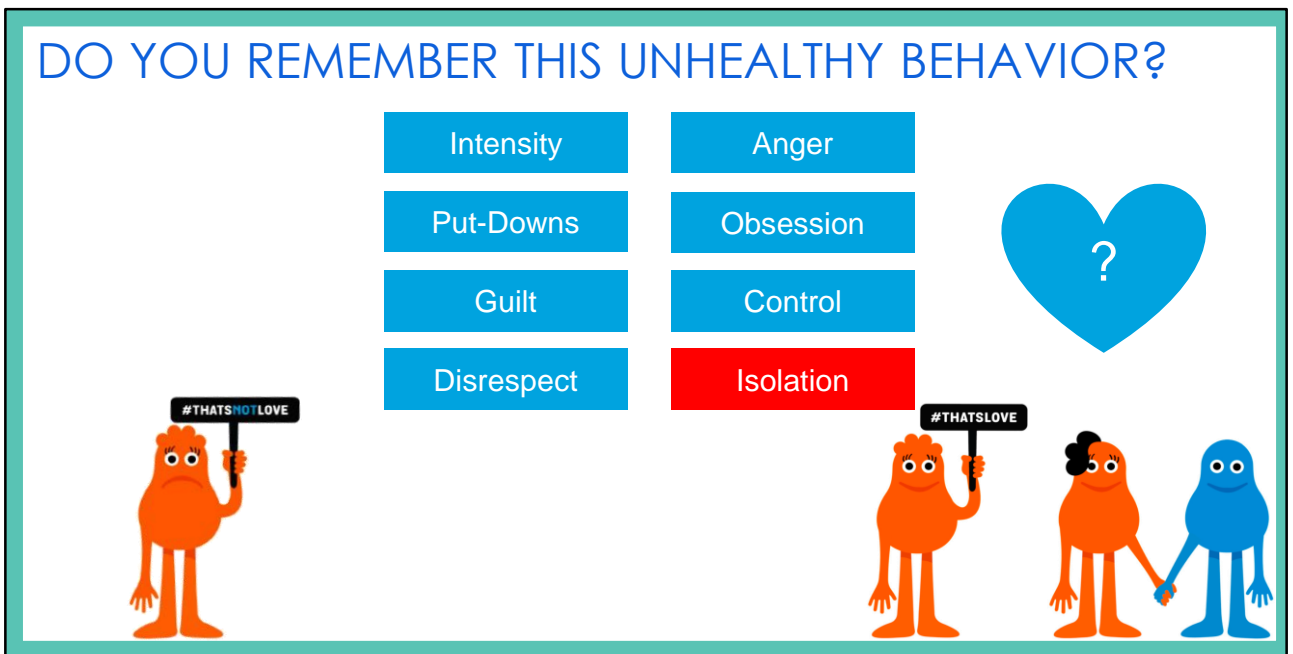 DO YOU REMEMBER THIS UNHEALTHY BEHAVIOR?
Intensity
Anger
Put-Downs
Obsession
?
Guilt
Control
Disrespect
Isolation
#THATSNOTLOVE
#THATSLOVE